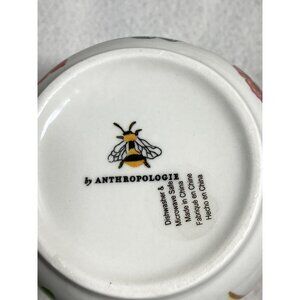 by ANTHROPOLOGIE
Dishwasher &
Microwave Safe
Made in China
Fabriqué en Chine
Hecho en China